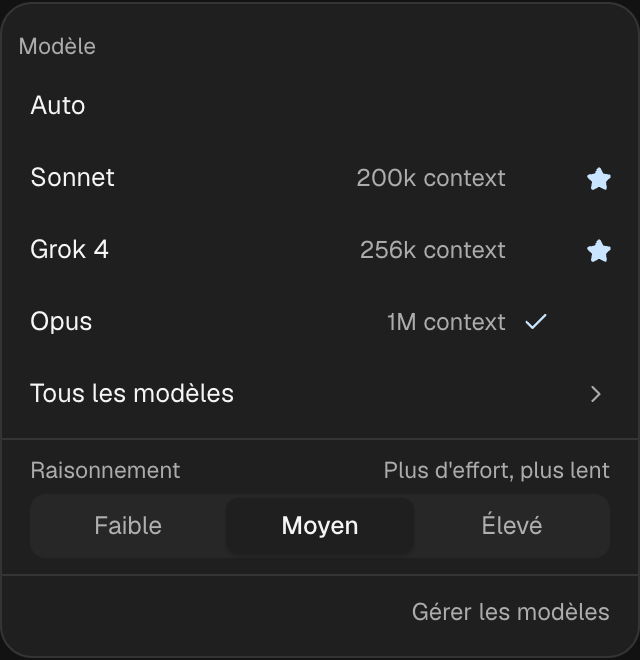 Modèle
Auto
Sonnet 200k context
Grok 4 256k context
Opus 1M context
Tous les modèles
Raisonnement Plus d'effort, plus lent
Faible Moyen Élevé
Gérer les modèles